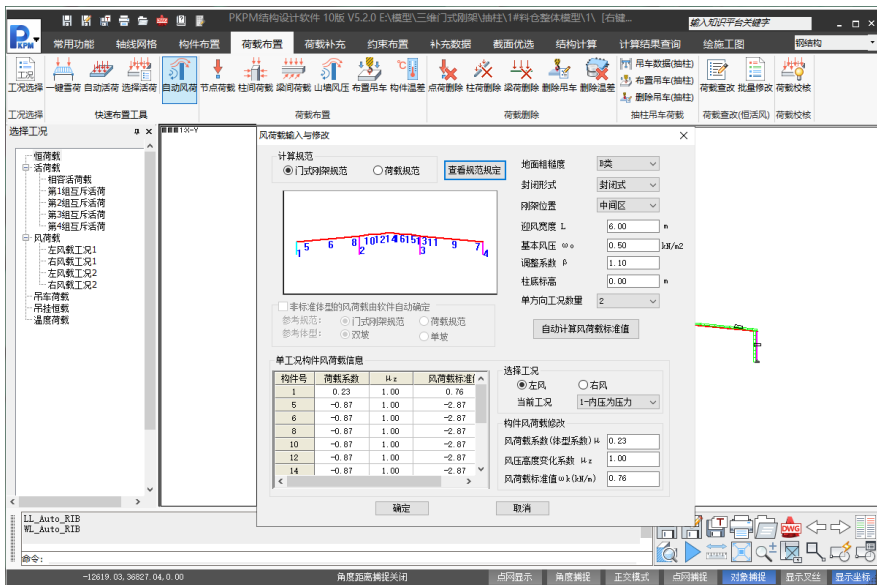 PKPM结构设计软件 10版 V5.2.0 E:\模型\三维门式刚架\抽柱\1#料仓整体模型\1\ [右键...
输入知识平台关键字
PKPM
常用功能 轴线网格 构件布置 荷载布置 荷载补充 约束布置 补充数据 截面优选 结构计算 计算结果查询 绘施工图 钢结构
工况
工况选择 一键雪荷 自动活荷 选择活荷 自动风荷 节点荷载 柱间荷载 梁间荷载 山墙风压 布置吊车 构件温差 点荷删除 柱荷删除 梁荷删除 删除吊车 删除温差
吊车数据(抽柱)
布置吊车(抽柱)
删除吊车(抽柱)
荷载查改 批量修改 荷载校核
工况选择 快速布置工具 荷载布置 荷载删除 抽柱吊车荷载 荷载查改(恒活风) 荷载校核
选择工况
恒荷载
活荷载
相容活荷载
第1组互斥活荷
第2组互斥活荷
第3组互斥活荷
第4组互斥活荷
风荷载
左风载工况1
右风载工况1
左风载工况2
右风载工况2
吊车荷载
吊挂恒载
温度荷载
风荷载输入与修改
计算规范
门式刚架规范 荷载规范 查看规范规定
1 5 6 8 2 10 12 14 16 15 13 11 3 9 7 4
非标准体型的风荷载由软件自动确定
参考规范: 门式刚架规范 荷载规范
参考体型: 双坡 单坡
地面粗糙度 B类
封闭形式 封闭式
刚架位置 中间区
迎风宽度 L 6.00 m
基本风压 ω0 0.50 kN/m2
调整系数 β 1.10
柱底标高 0.00 m
单方向工况数量 2
自动计算风荷载标准值
单工况构件风荷载信息
构件号 荷载系数 μz 风荷载标准值(
1 0.23 1.00 0.76
5 -0.87 1.00 -2.87
6 -0.87 1.00 -2.87
8 -0.87 1.00 -2.87
10 -0.87 1.00 -2.87
12 -0.87 1.00 -2.87
14 -0.87 1.00 -2.87
选择工况
左风 右风
当前工况 1-内压为压力
构件风荷载修改
风荷载系数(体型系数)μ 0.23
风压高度变化系数 μz 1.00
风荷载标准值ωk(kN/m) 0.76
确定 取消
LL_Auto_RIB
WL_Auto_RIB
命令:
DWG
-12619.03,36827.04,0.00 角度距离捕捉关闭 点网显示 角度捕捉 正交模式 点网捕捉 对象捕捉 显示叉丝 显示坐标